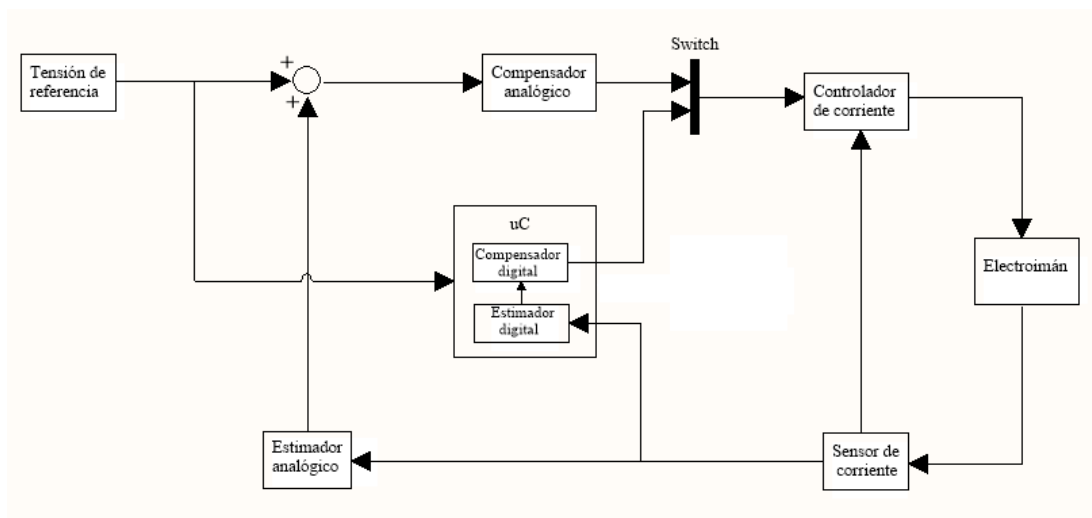 Switch
Tensión de
referencia
+
+
Compensador
analógico
Controlador
de corriente
uC
Compensador
digital
Estimador
digital
Electroimán
Estimador
analógico
Sensor de
corriente